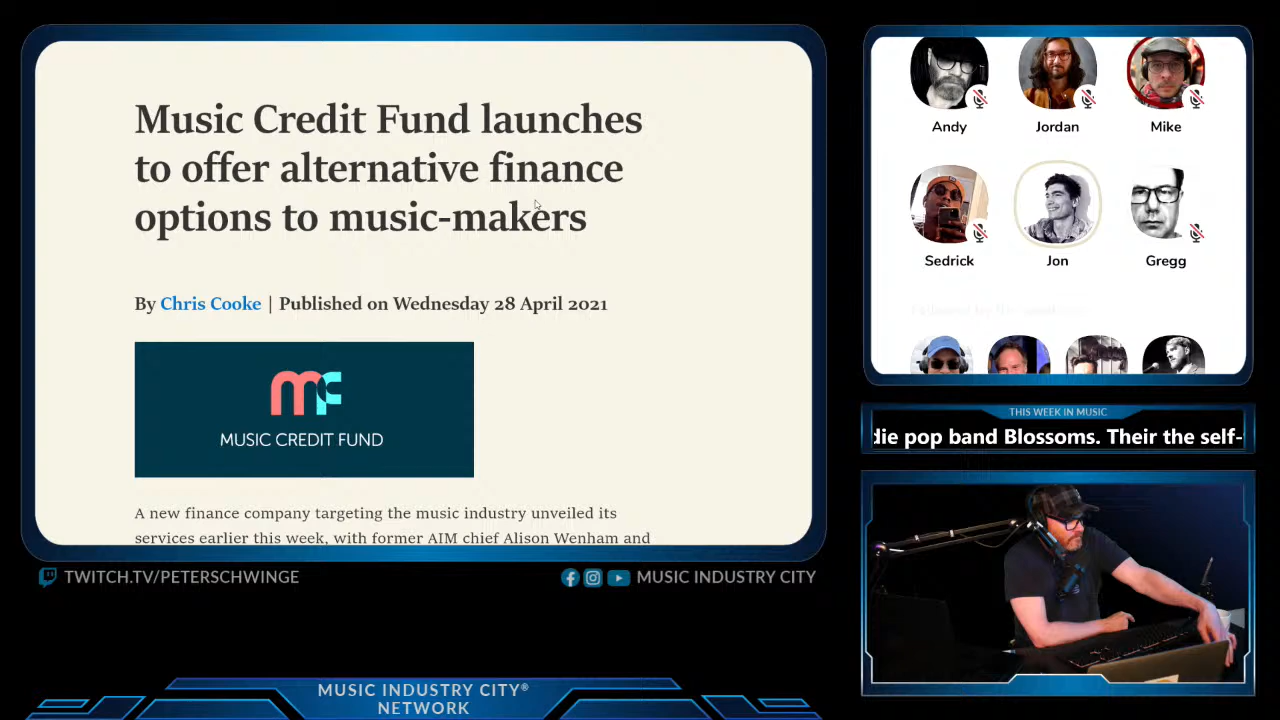 Music Credit Fund launches
to offer alternative finance
options to music-makers
By Chris Cooke | Published on Wednesday 28 April 2021
mf
MUSIC CREDIT FUND
A new finance company targeting the music industry unveiled its
services earlier this week, with former AIM chief Alison Wenham and
TWITCH.TV/PETERSCHWINGE
MUSIC INDUSTRY CITY
MUSIC INDUSTRY CITY®
NETWORK
Andy Jordan Mike
Sedrick Jon Gregg
THIS WEEK IN MUSIC
die pop band Blossoms. Their the self-